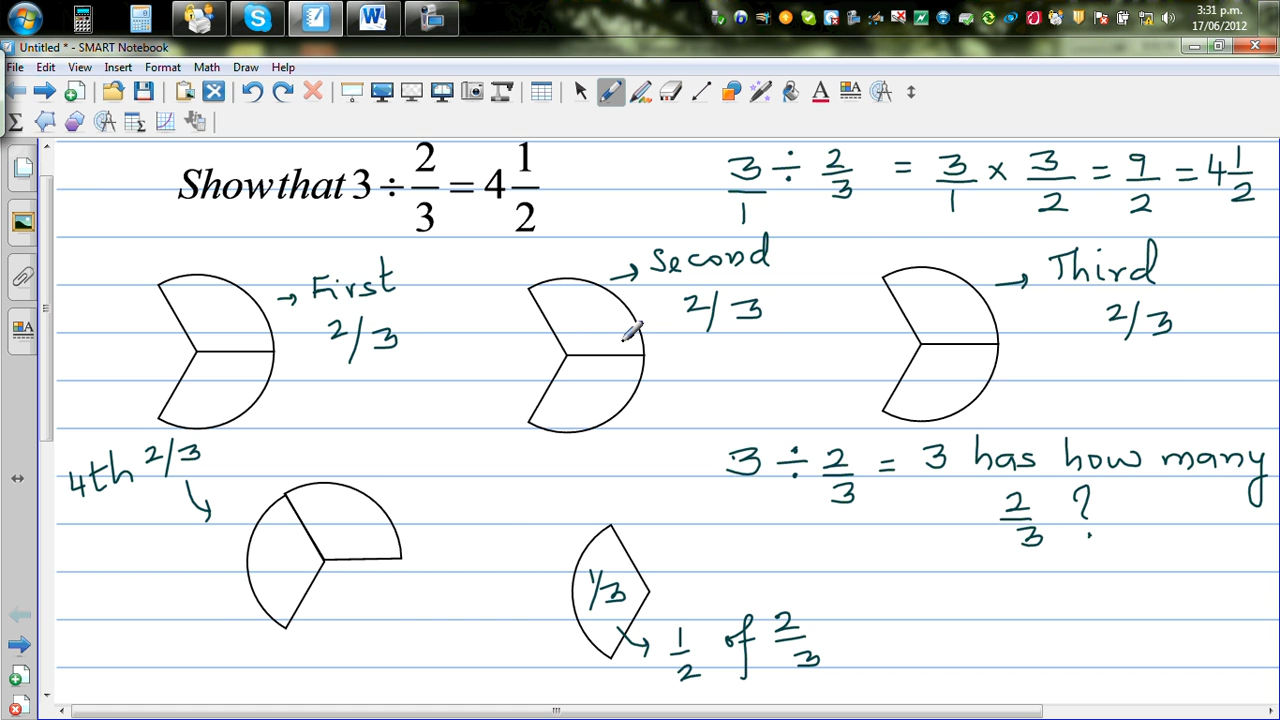 3:31 p.m.
17/06/2012
Untitled * - SMART Notebook
File Edit View Insert Format Math Draw Help
Show that 3 ÷ 2/3 = 4 1/2
3/1 ÷ 2/3 = 3/1 × 3/2 = 9/2 = 4 1/2
→ First
2/3
→ Second
2/3
→ Third
2/3
4th 2/3
3 ÷ 2/3 = 3 has how many
2/3 ?
1/3
→ 1/2 of 2/3